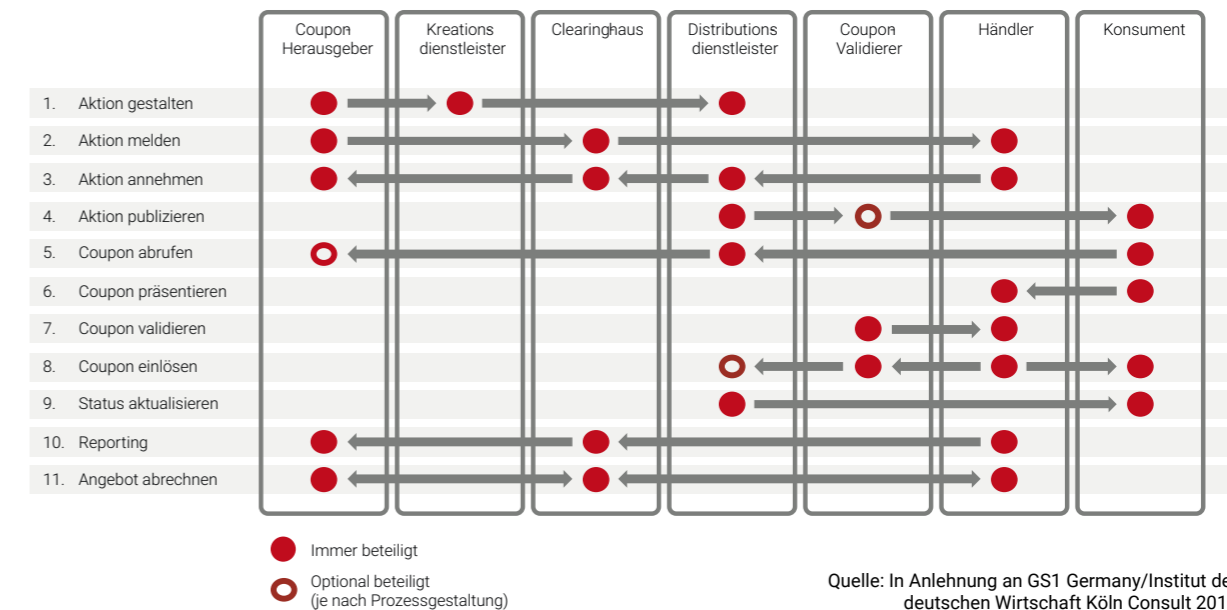 Coupon-
Herausgeber
Kreations
dienstleister
Clearinghaus
Distributions
dienstleister
Coupon-
Validierer
Händler
Konsument
1. Aktion gestalten
2. Aktion melden
3. Aktion annehmen
4. Aktion publizieren
5. Coupon abrufen
6. Coupon präsentieren
7. Coupon validieren
8. Coupon einlösen
9. Status aktualisieren
10. Reporting
11. Angebot abrechnen
Immer beteiligt
Optional beteiligt
(je nach Prozessgestaltung)
Quelle: In Anlehnung an GS1 Germany/Institut de
deutschen Wirtschaft Köln Consult 201